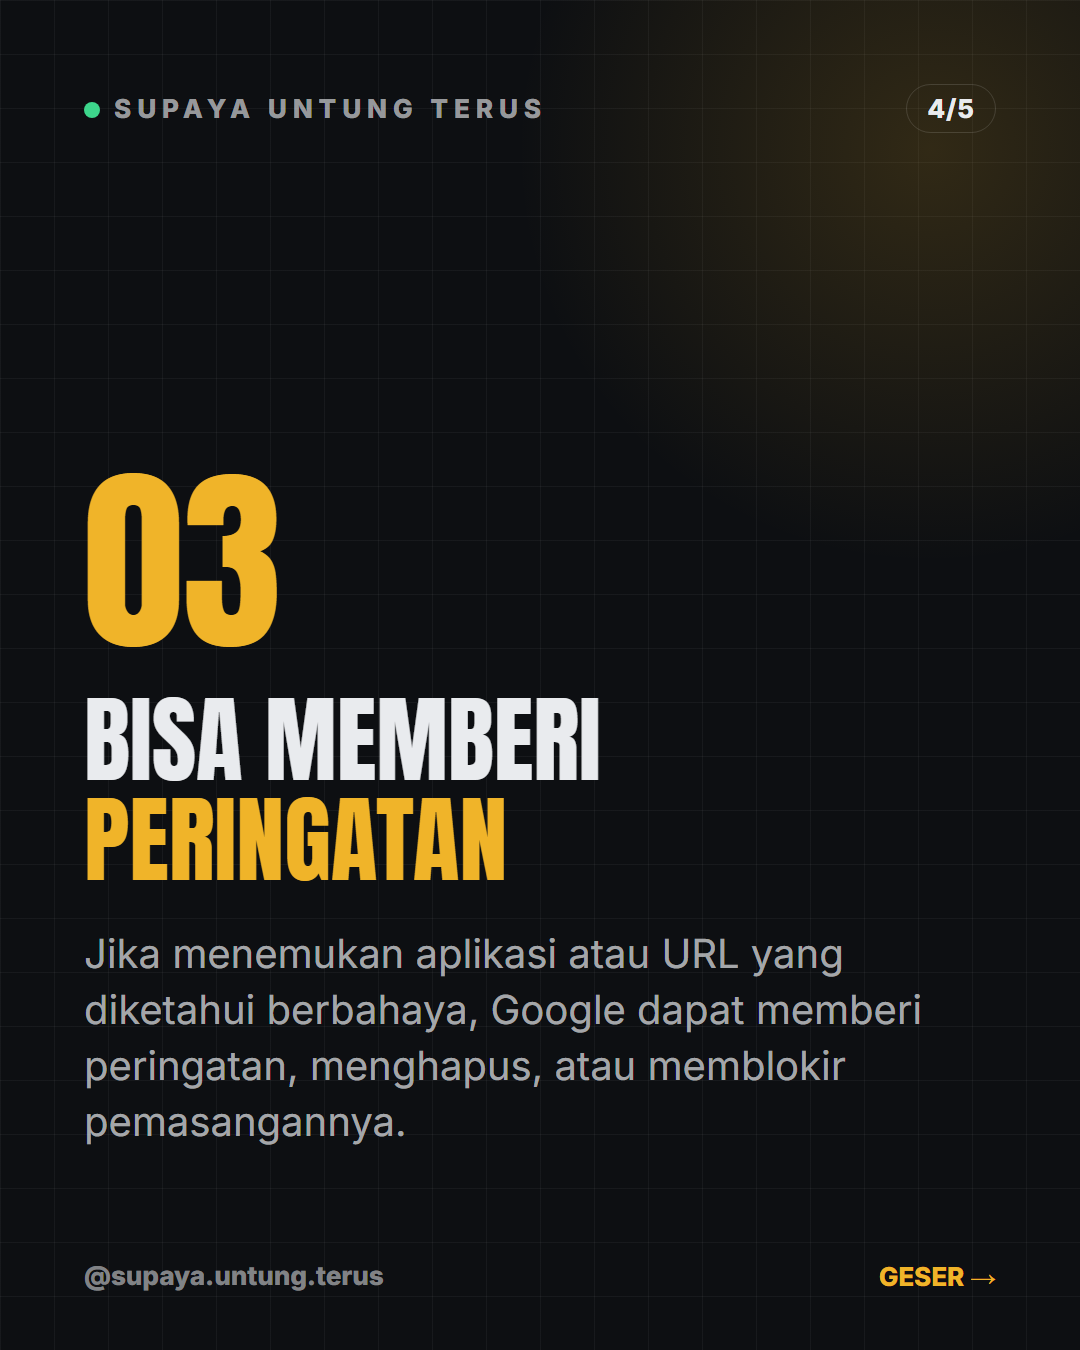 SUPAYA UNTUNG TERUS
4/5
03
BISA MEMBERI
PERINGATAN
Jika menemukan aplikasi atau URL yang
diketahui berbahaya, Google dapat memberi
peringatan, menghapus, atau memblokir
pemasangannya.
@supaya.untung.terus
GESER→